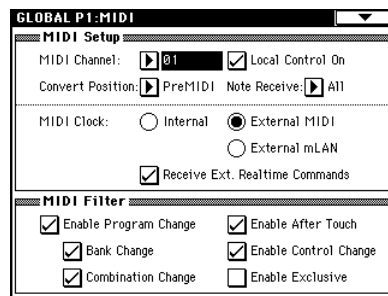 GLOBAL P1:MIDI
MIDI Setup
MIDI Channel: 01 Local Control On
Convert Position: PreMIDI Note Receive: All
MIDI Clock: Internal External MIDI
External mLAN
Receive Ext. Realtime Commands
MIDI Filter
Enable Program Change Enable After Touch
Bank Change Enable Control Change
Combination Change Enable Exclusive